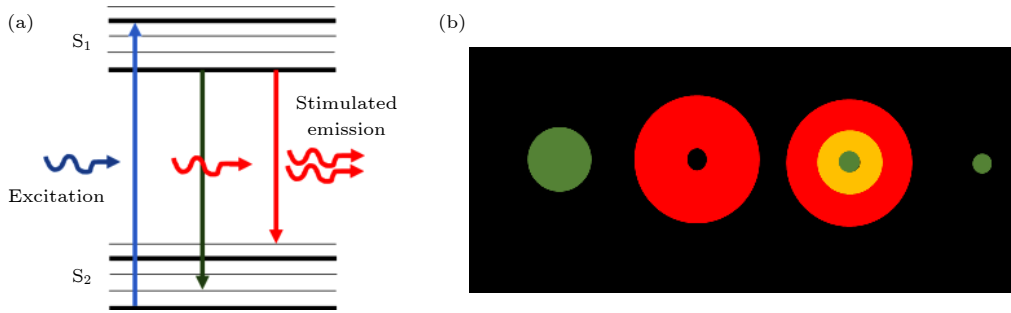 (a)
S₁
Stimulated
emission
Excitation
S₂
(b)